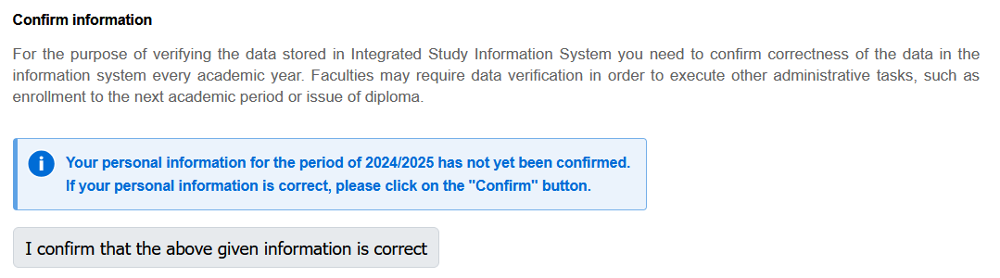 Confirm information
For the purpose of verifying the data stored in Integrated Study Information System you need to confirm correctness of the data in the
information system every academic year. Faculties may require data verification in order to execute other administrative tasks, such as
enrollment to the next academic period or issue of diploma.
Your personal information for the period of 2024/2025 has not yet been confirmed.
If your personal information is correct, please click on the "Confirm" button.
I confirm that the above given information is correct